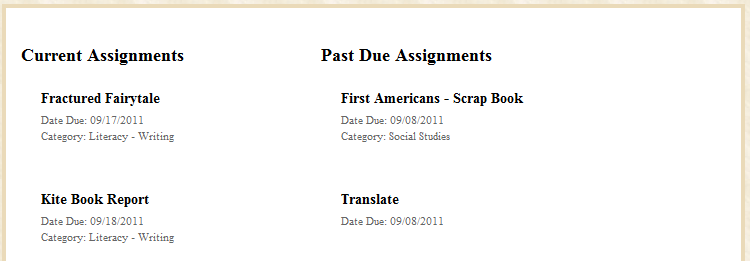 Current Assignments
Fractured Fairytale
Date Due: 09/17/2011
Category: Literacy - Writing
Kite Book Report
Date Due: 09/18/2011
Category: Literacy - Writing
Past Due Assignments
First Americans - Scrap Book
Date Due: 09/08/2011
Category: Social Studies
Translate
Date Due: 09/08/2011